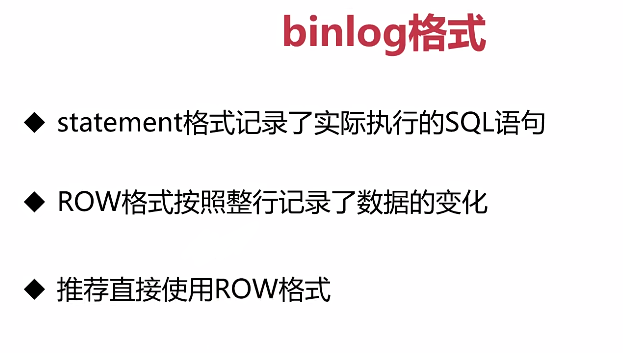 binlog格式
◆ statement格式记录了实际执行的SQL语句
◆ ROW格式按照整行记录了数据的变化
◆ 推荐直接使用ROW格式